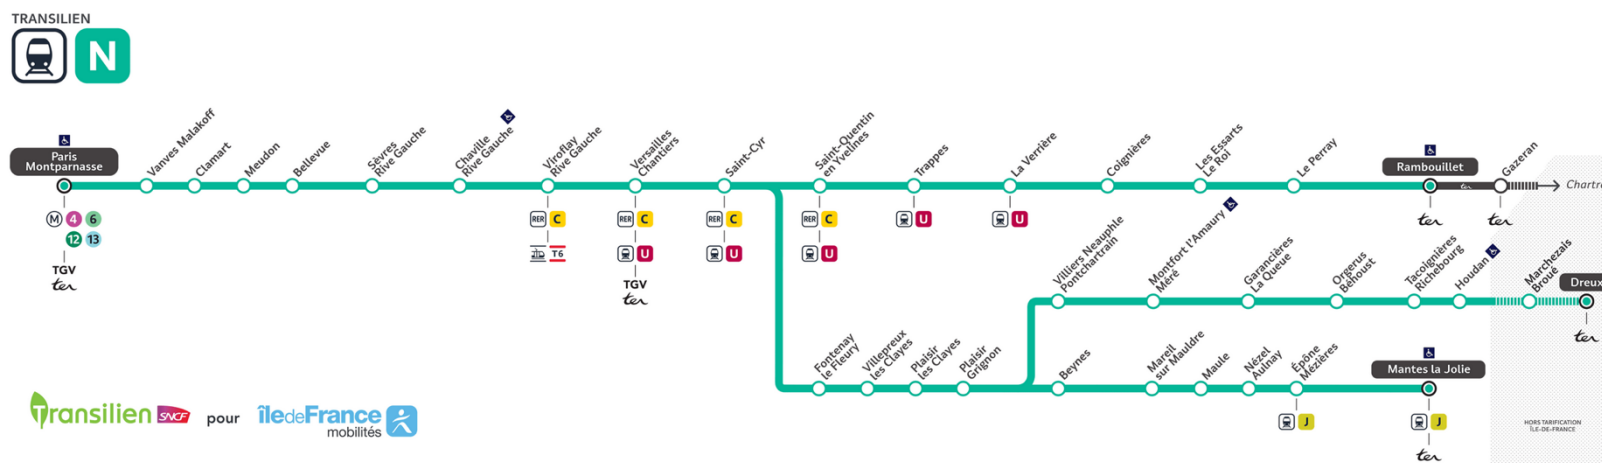 TRANSILIEN
N
Paris
Montparnasse
M 4 6
12 13
TGV
ter
Vanves Malakoff
Clamart
Meudon
Bellevue
Sèvres
Rive Gauche
Chaville
Rive Gauche
Viroflay
Rive Gauche
RER C
T6
Versailles
Chantiers
RER C
U
TGV
ter
Saint-Cyr
RER C
U
Saint-Quentin
en Yvelines
RER C
U
Trappes
U
La Verrière
U
Coignières
Les Essarts
Le Roi
Le Perray
Rambouillet
ter
ter
Gazeran
ter
Chartre
Villiers Neauphle
Pontchartrain
Montfort l'Amaury
Méré
Garancières
La Queue
Orgerus
Béhoust
Tacoignières
Richebourg
Houdan
Marchezais
Broué
Dreux
ter
Fontenay
le Fleury
Villepreux
les Clayes
Plaisir
les Clayes
Plaisir
Grignon
Beynes
Mareil
sur Mauldre
Maule
Nézel
Aulnay
Épône
Mézières
J
Mantes la Jolie
J
ter
Transilien SNCF pour îledeFrance
mobilités
HORS TARIFICATION
ÎLE-DE-FRANCE